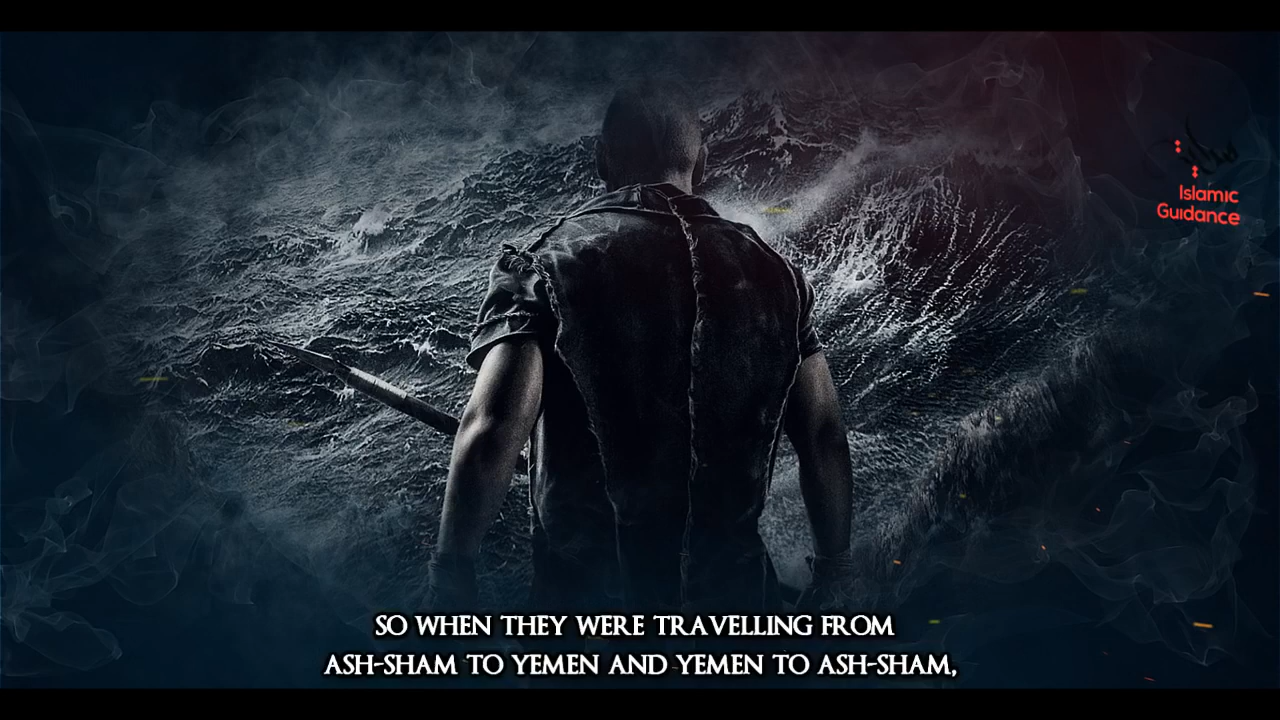 Islamic
Guidance
SO WHEN THEY WERE TRAVELLING FROM
ASH-SHAM TO YEMEN AND YEMEN TO ASH-SHAM,